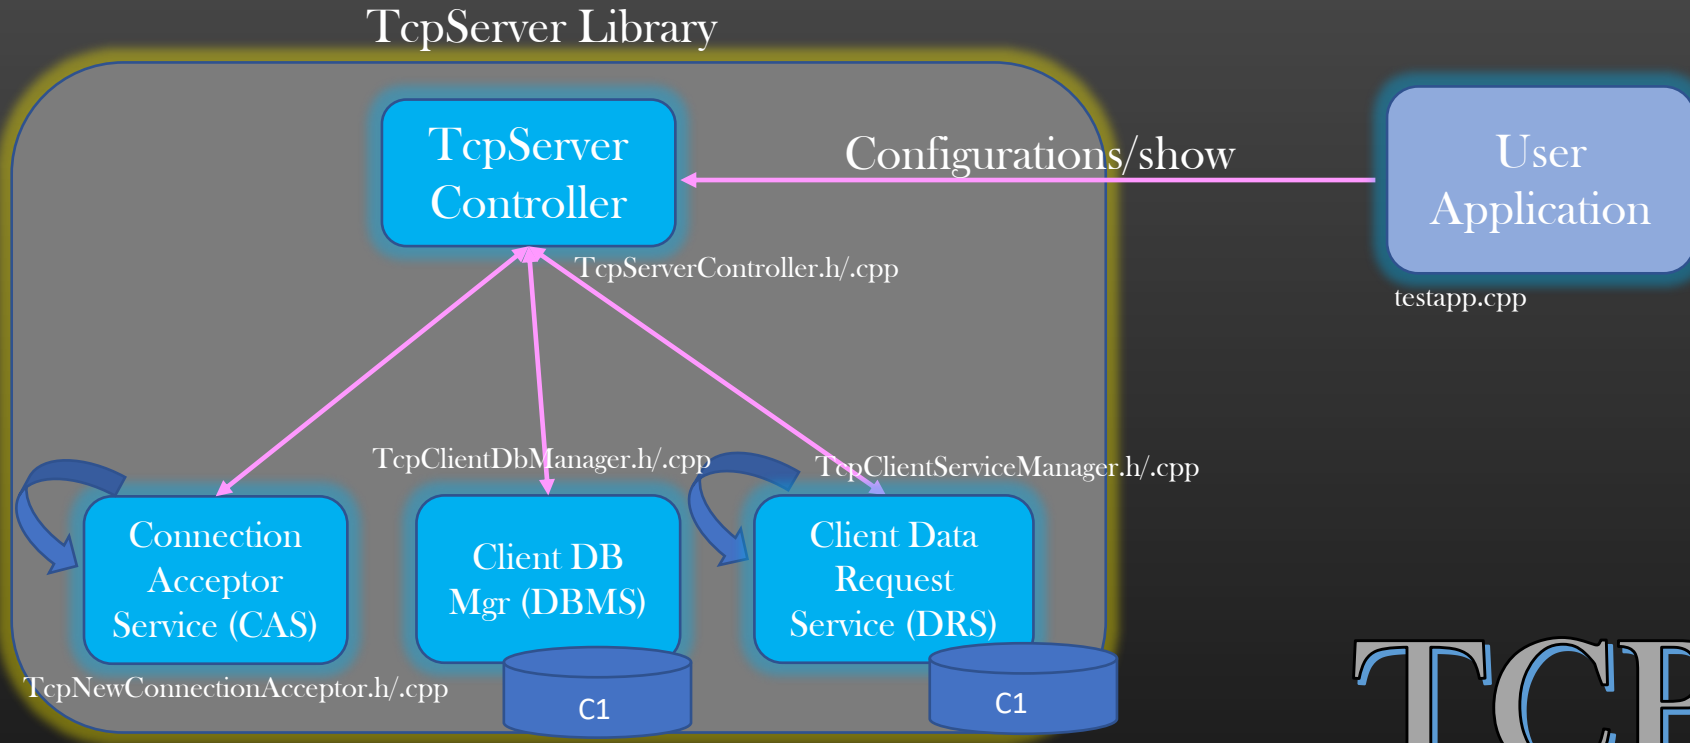 TcpServer Library
TcpServer
Controller
Configurations/show
User
Application
TcpServerController.h/.cpp
testapp.cpp
TcpClientDbManager.h/.cpp
TcpClientServiceManager.h/.cpp
Connection
Acceptor
Service (CAS)
Client DB
Mgr (DBMS)
Client Data
Request
Service (DRS)
TcpNewConnectionAcceptor.h/.cpp
C1
C1
TCP